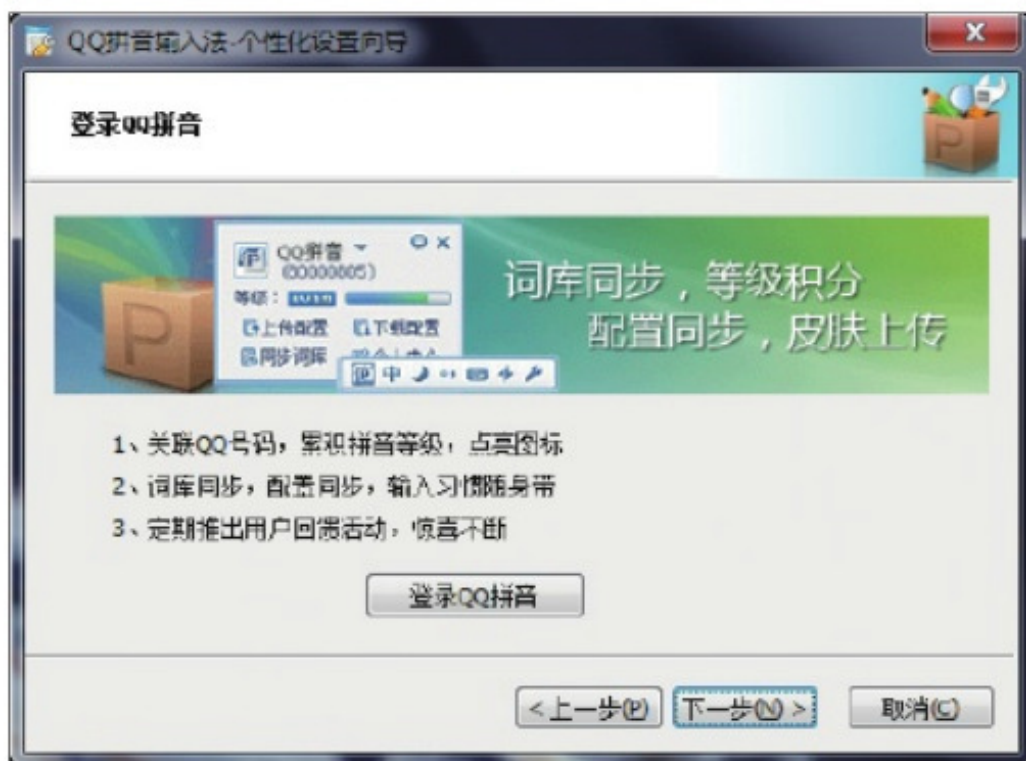 QQ拼音输入法-个性化设置向导
登录QQ拼音
QQ拼音
等级：
上传配置 下载配置
同步词库
中
词库同步，等级积分
配置同步，皮肤上传
1、关联QQ号码，累积拼音等级，点亮图标
2、词库同步，配置同步，输入习惯随身带
3、定期推出用户回馈活动，惊喜不断
登录QQ拼音
<上一步(P) 下一步(N)> 取消(C)